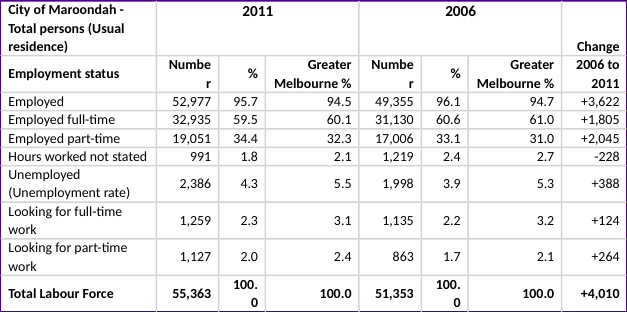 City of Maroondah - Total persons (Usual residence) 2011 2006 Change 2006 to 2011
Employment status Number % Greater Melbourne % Number % Greater Melbourne %
Employed 52,977 95.7 94.5 49,355 96.1 94.7 +3,622
Employed full-time 32,935 59.5 60.1 31,130 60.6 61.0 +1,805
Employed part-time 19,051 34.4 32.3 17,006 33.1 31.0 +2,045
Hours worked not stated 991 1.8 2.1 1,219 2.4 2.7 -228
Unemployed (Unemployment rate) 2,386 4.3 5.5 1,998 3.9 5.3 +388
Looking for full-time work 1,259 2.3 3.1 1,135 2.2 3.2 +124
Looking for part-time work 1,127 2.0 2.4 863 1.7 2.1 +264
Total Labour Force 55,363 100.0 100.0 51,353 100.0 100.0 +4,010